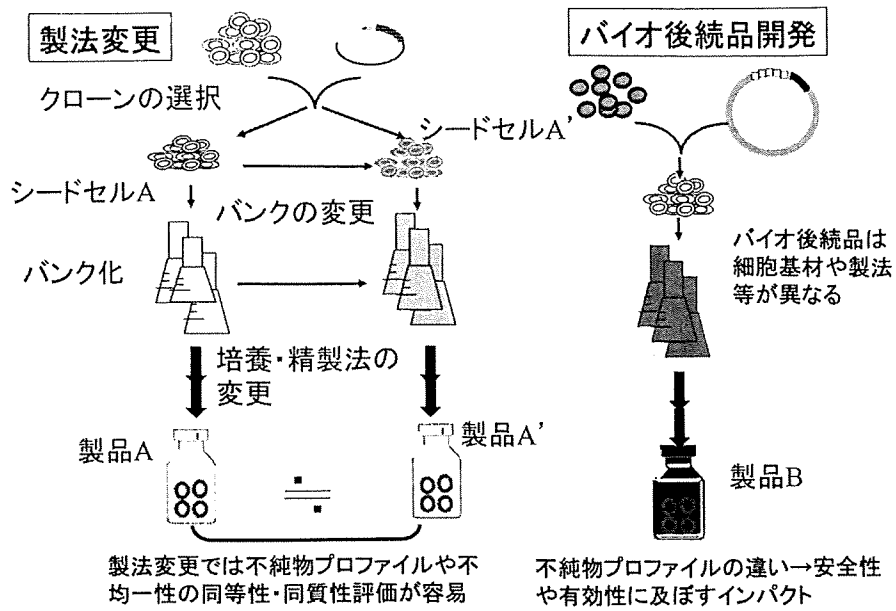 製法変更
クローンの選択
シードセルA'
シードセルA
バンクの変更
バンク化
培養・精製法の
変更
製品A
製品A'
≒
製法変更では不純物プロファイルや不
均一性の同等性・同質性評価が容易
バイオ後続品開発
バイオ後続品は
細胞基材や製法
等が異なる
製品B
不純物プロファイルの違い→安全性
や有効性に及ぼすインパクト